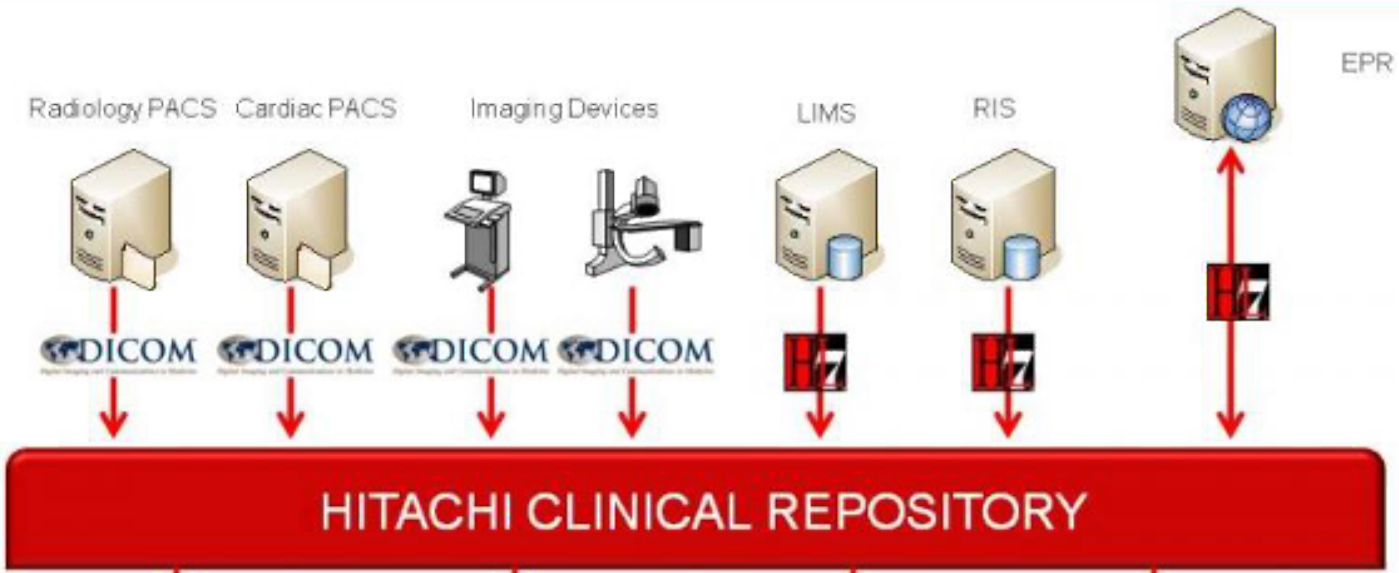 EPR
Radiology PACS Cardiac PACS Imaging Devices LIMS RIS
H7
DICOM DICOM DICOM DICOM H7 H7
HITACHI CLINICAL REPOSITORY